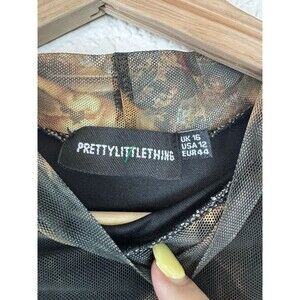 PRETTYLITTLETHING
UK 16
USA 12
EUR 44